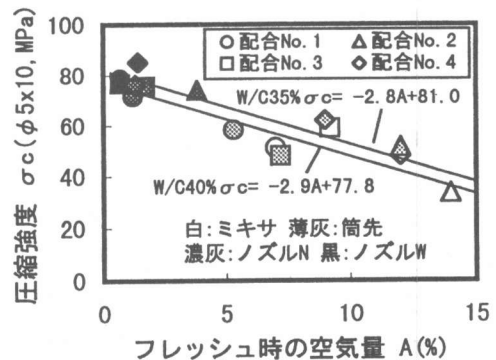 圧縮強度 σc(φ5x10,MPa)
100
80
60
40
20
0
配合No.1 配合No.2
配合No.3 配合No.4
W/C35%σc= -2.8A+81.0
W/C40%σc= -2.9A+77.8
白:ミキサ 薄灰:筒先
濃灰:ノズルN 黒:ノズルW
0 5 10 15
フレッシュ時の空気量 A(%)